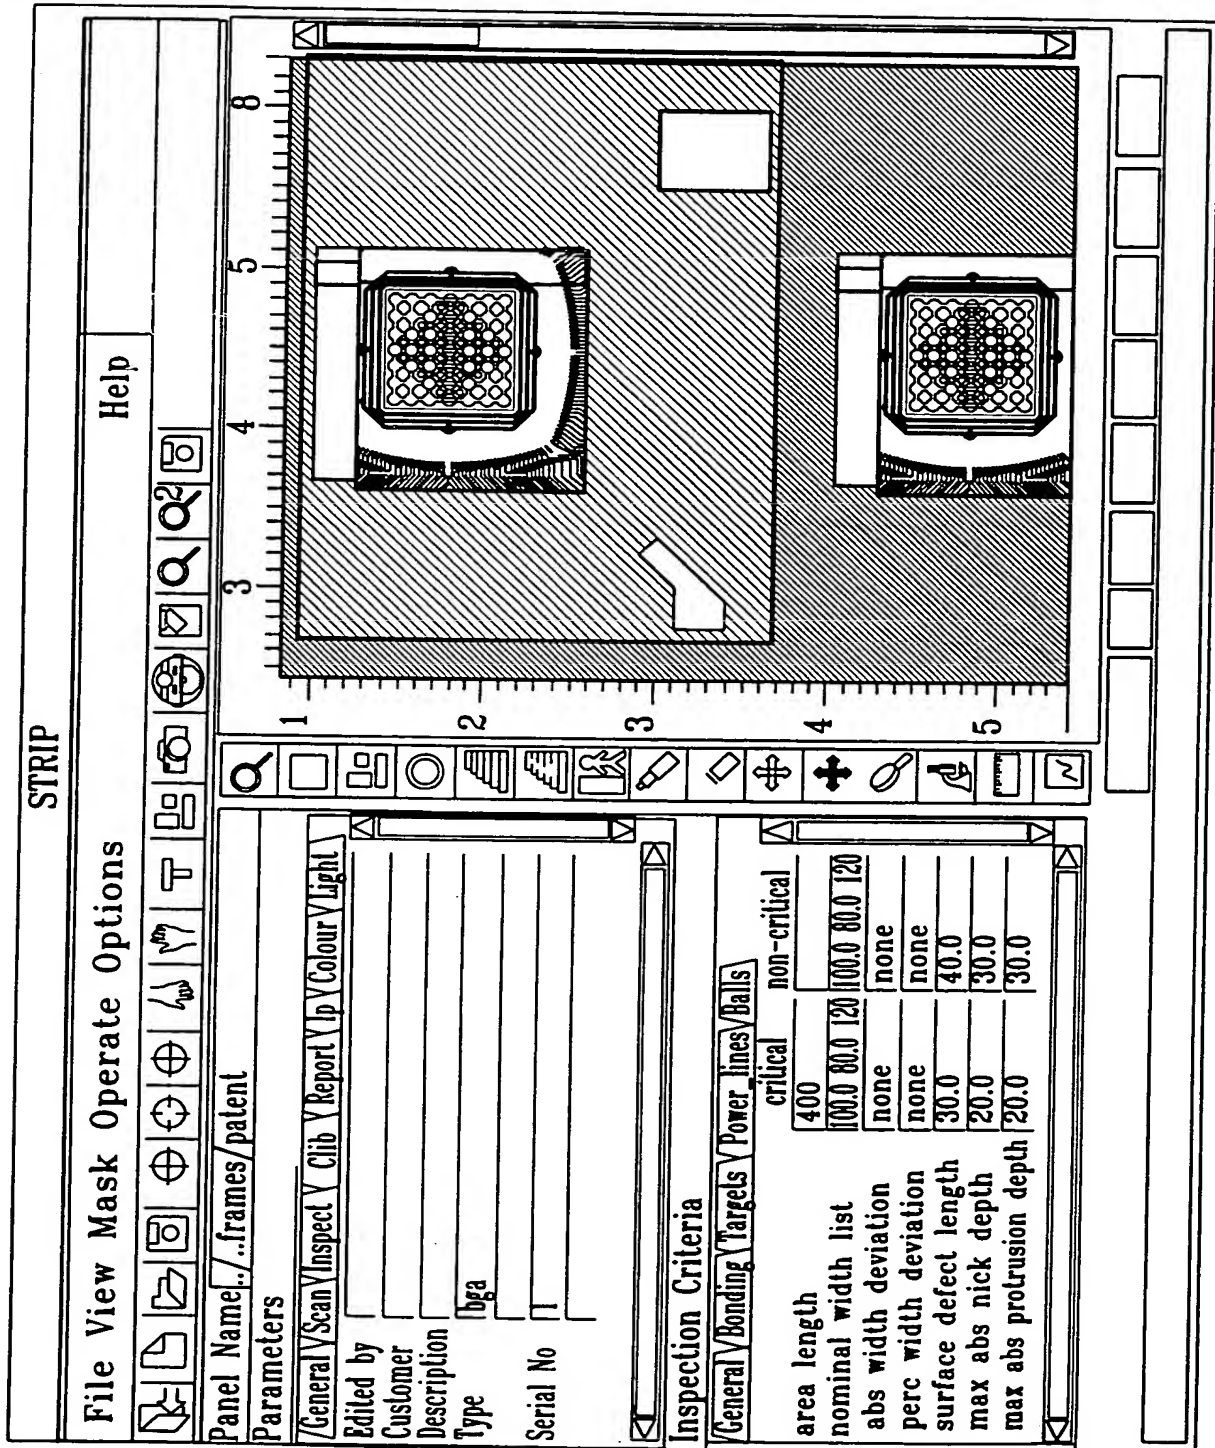 STRIP
File View Mask Operate Options Help
2
Panel Name ../..frames/patent
Parameters
General Scan Inspect Clib Report Ip Colour Light
Edited by
Customer
Description
Type bga
Serial No 1
Inspection Criteria
General Bonding Targets Power_lines Balls
critical non-critical
area length 400
nominal width list 100.0 80.0 120 100.0 80.0 120
abs width deviation none none
perc width deviation none none
surface defect length 30.0 40.0
max abs nick depth 20.0 30.0
max abs protrusion depth 20.0 30.0
3 4 5 8
1
2
3
4
5